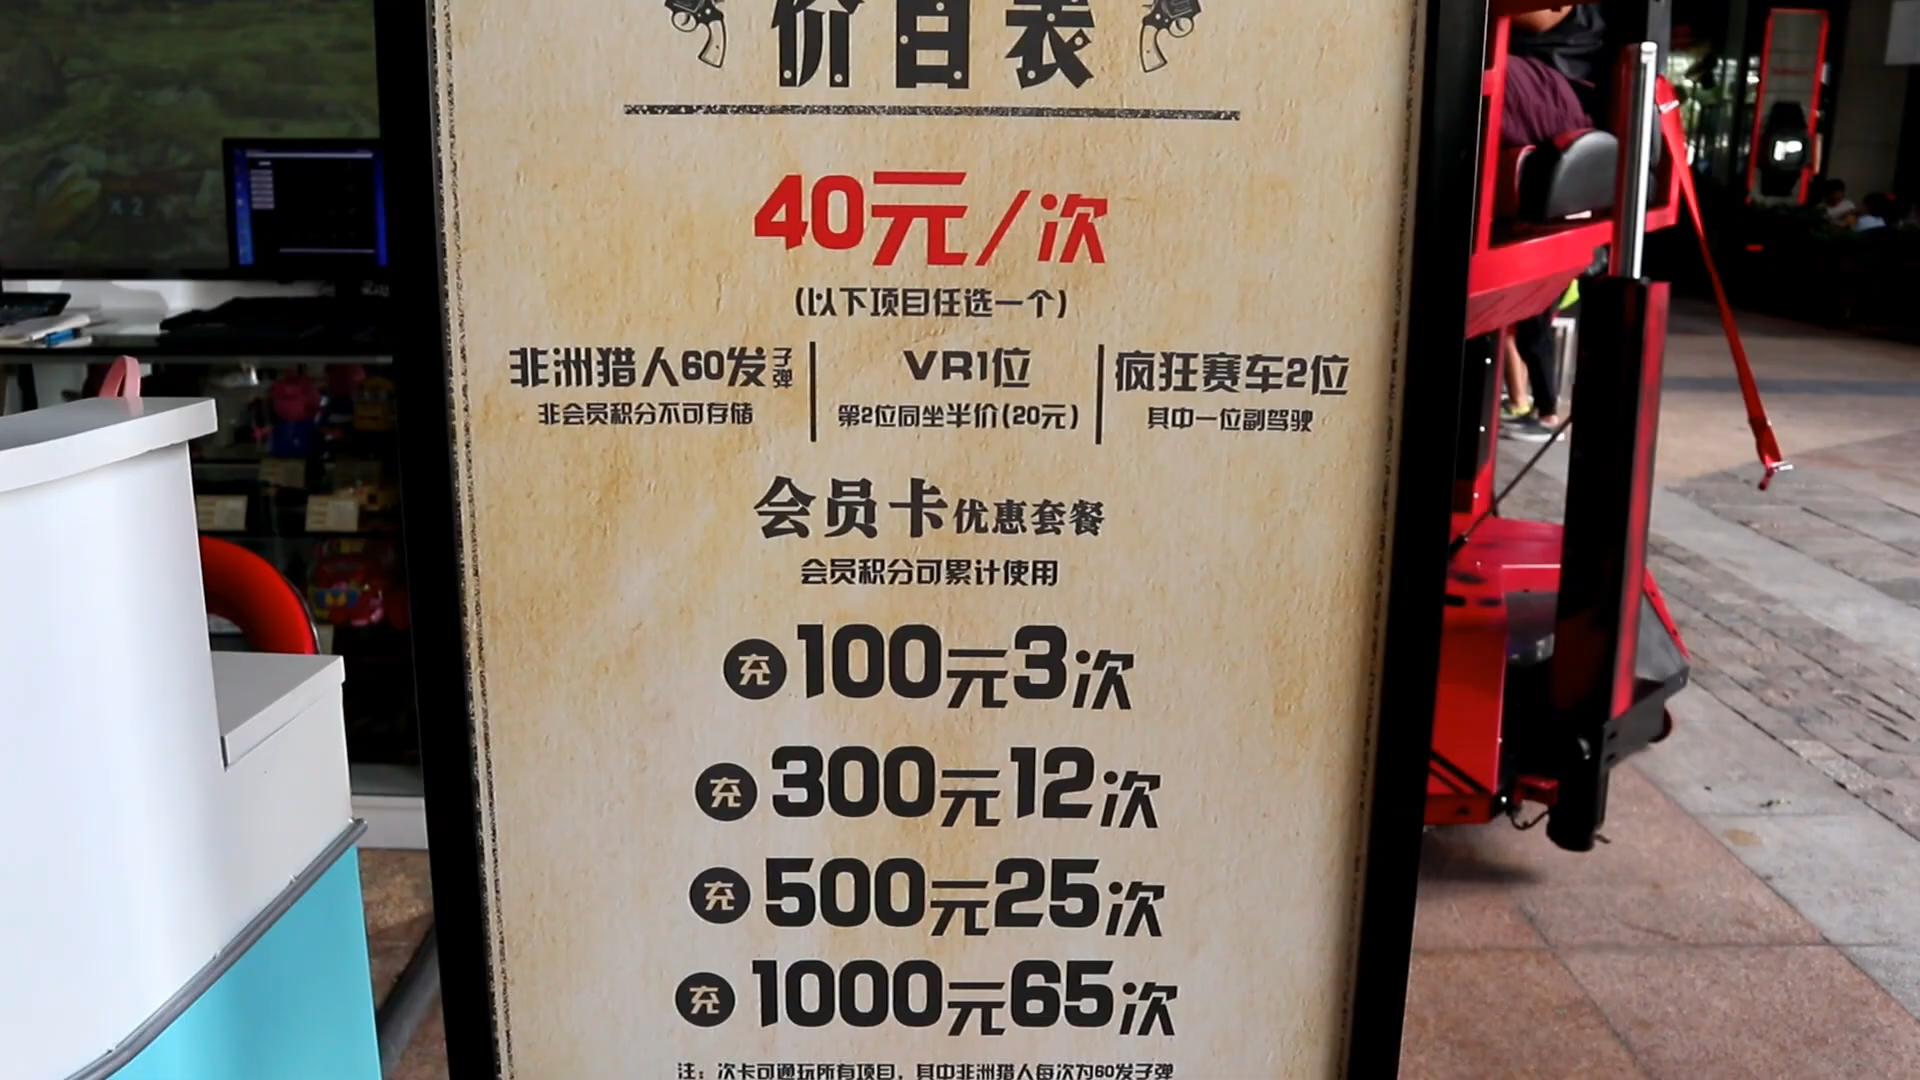 价目表
40元/次
(以下项目任选一个)
非洲猎人60发子弹
非会员积分不可存储
VR1位
第2位同坐半价(20元)
疯狂赛车2位
其中一位副驾驶
会员卡优惠套餐
会员积分可累计使用
充100元3次
充300元12次
充500元25次
充1000元65次
注：次卡可通玩所有项目，其中非洲猎人每次为60发子弹
X 2